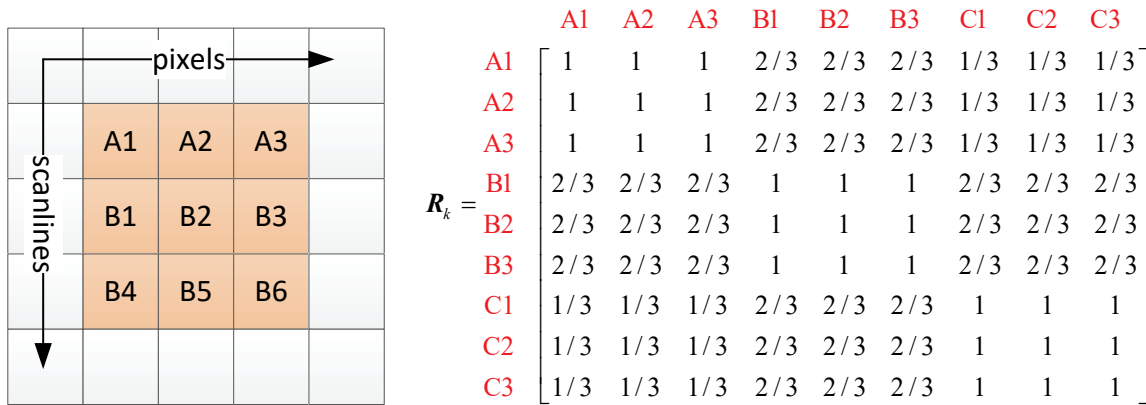 pixels
scanlines
A1 A2 A3
B1 B2 B3
B4 B5 B6
A1 A2 A3 B1 B2 B3 C1 C2 C3
R_k =
A1 1 1 1 2/3 2/3 2/3 1/3 1/3 1/3
A2 1 1 1 2/3 2/3 2/3 1/3 1/3 1/3
A3 1 1 1 2/3 2/3 2/3 1/3 1/3 1/3
B1 2/3 2/3 2/3 1 1 1 2/3 2/3 2/3
B2 2/3 2/3 2/3 1 1 1 2/3 2/3 2/3
B3 2/3 2/3 2/3 1 1 1 2/3 2/3 2/3
C1 1/3 1/3 1/3 2/3 2/3 2/3 1 1 1
C2 1/3 1/3 1/3 2/3 2/3 2/3 1 1 1
C3 1/3 1/3 1/3 2/3 2/3 2/3 1 1 1